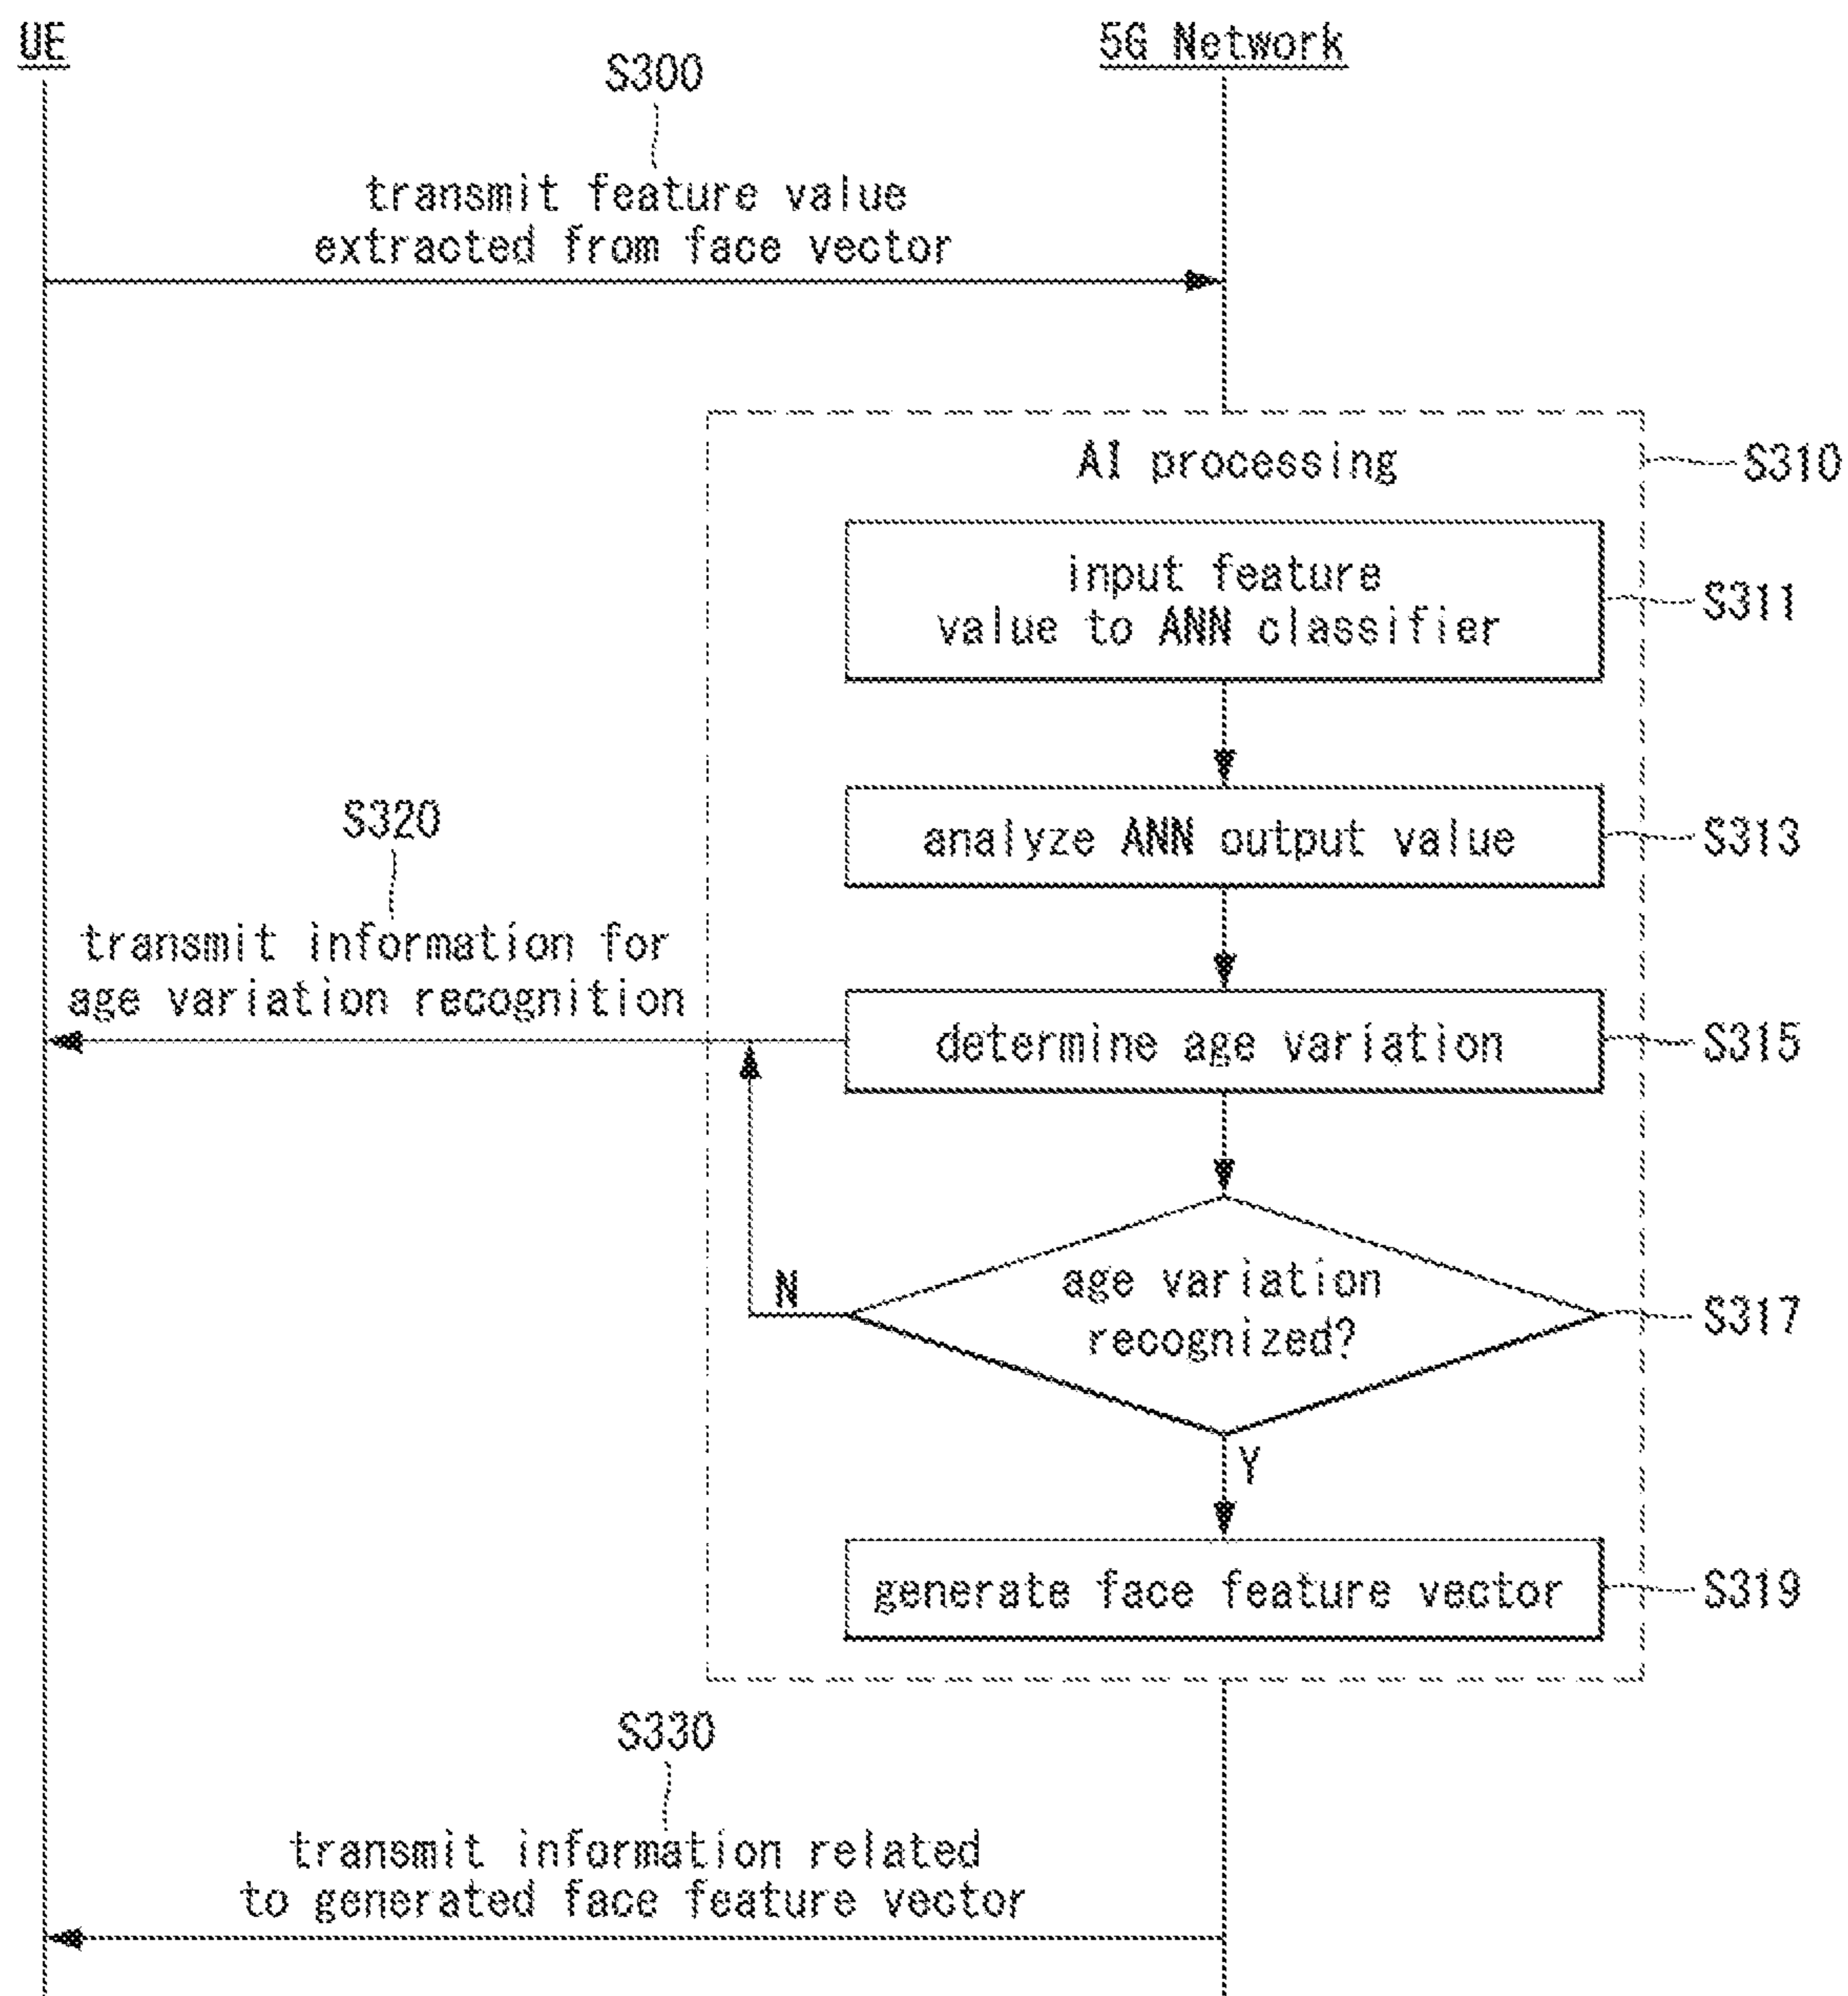 UE
5G Network
S300
transmit feature value
extracted from face vector
AI processing
S310
input feature
value to ANN classifier
S311
analyze ANN output value
S313
S320
transmit information for
age variation recognition
determine age variation
S315
age variation
recognized?
N
S317
Y
generate face feature vector
S319
S330
transmit information related
to generated face feature vector